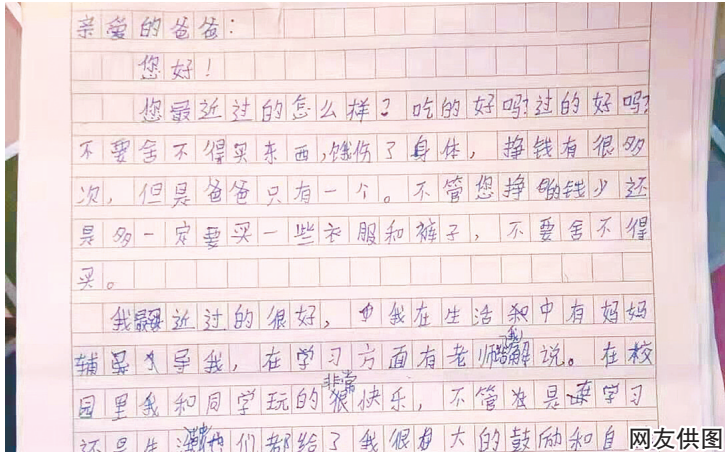 亲爱的爸爸:
您好!
您最近过的怎么样?吃的好吗?过的好吗?
不要舍不得买东西,饿伤了身体,挣钱有很多
次,但是爸爸只有一个。不管您挣的钱少还
是多一定要买一些衣服和裤子,不要舍不得
买。
我最近过的很好,我在生活中有妈妈
辅导我,在学习方面有老师给我解说。在校
园里我和同学玩的非常快乐,不管是学习
还是生活他们都给了我很大的鼓励和自
网友供图